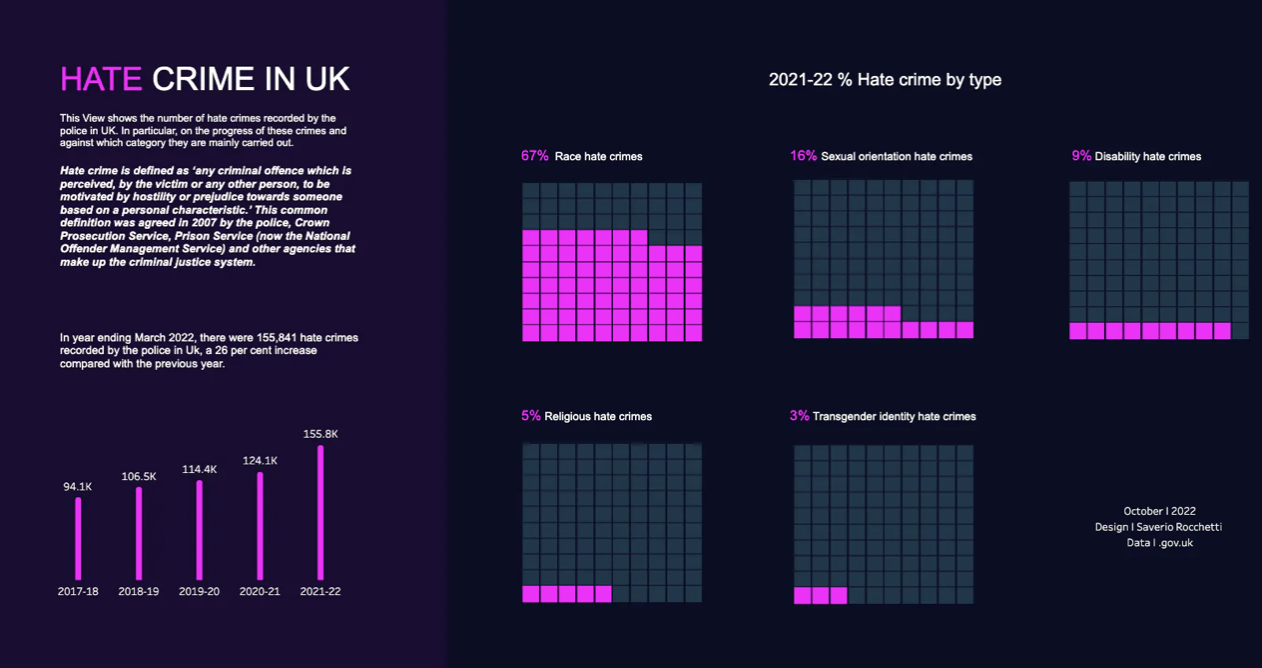 HATE CRIME IN UK
This View shows the number of hate crimes recorded by the
police in UK. In particular, on the progress of these crimes and
against which category they are mainly carried out.
Hate crime is defined as ‘any criminal offence which is
perceived, by the victim or any other person, to be
motivated by hostility or prejudice towards someone
based on a personal characteristic.’ This common
definition was agreed in 2007 by the police, Crown
Prosecution Service, Prison Service (now the National
Offender Management Service) and other agencies that
make up the criminal justice system.
In year ending March 2022, there were 155,841 hate crimes
recorded by the police in Uk, a 26 per cent increase
compared with the previous year.
94.1K
106.5K
114.4K
124.1K
155.8K
2017-18 2018-19 2019-20 2020-21 2021-22
2021-22 % Hate crime by type
67% Race hate crimes
16% Sexual orientation hate crimes
9% Disability hate crimes
5% Religious hate crimes
3% Transgender identity hate crimes
October I 2022
Design I Saverio Rocchetti
Data I .gov.uk